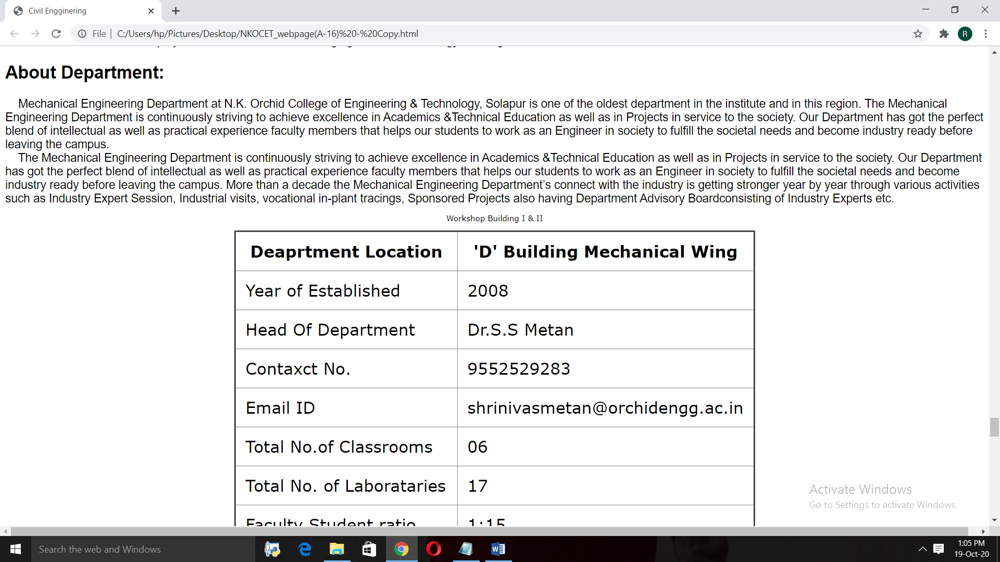 Civil Engginering
File | C:/Users/hp/Pictures/Desktop/NKOCET_webpage(A-16)%20-%20Copy.html
R
About Department:
Mechanical Engineering Department at N.K. Orchid College of Engineering & Technology, Solapur is one of the oldest department in the institute and in this region. The Mechanical
Engineering Department is continuously striving to achieve excellence in Academics &Technical Education as well as in Projects in service to the society. Our Department has got the perfect
blend of intellectual as well as practical experience faculty members that helps our students to work as an Engineer in society to fulfill the societal needs and become industry ready before
leaving the campus.
The Mechanical Engineering Department is continuously striving to achieve excellence in Academics &Technical Education as well as in Projects in service to the society. Our Department
has got the perfect blend of intellectual as well as practical experience faculty members that helps our students to work as an Engineer in society to fulfill the societal needs and become
industry ready before leaving the campus. More than a decade the Mechanical Engineering Department’s connect with the industry is getting stronger year by year through various activities
such as Industry Expert Session, Industrial visits, vocational in-plant tracings, Sponsored Projects also having Department Advisory Boardconsisting of Industry Experts etc.
Workshop Building I & II
Deaprtment Location 'D' Building Mechanical Wing
Year of Established 2008
Head Of Department Dr.S.S Metan
Contaxct No. 9552529283
Email ID shrinivasmetan@orchidengg.ac.in
Total No.of Classrooms 06
Total No. of Laborataries 17
Faculty Student ratio 1:15
Activate Windows
Go to Settings to activate Windows.
Search the web and Windows
1:05 PM
19-Oct-20